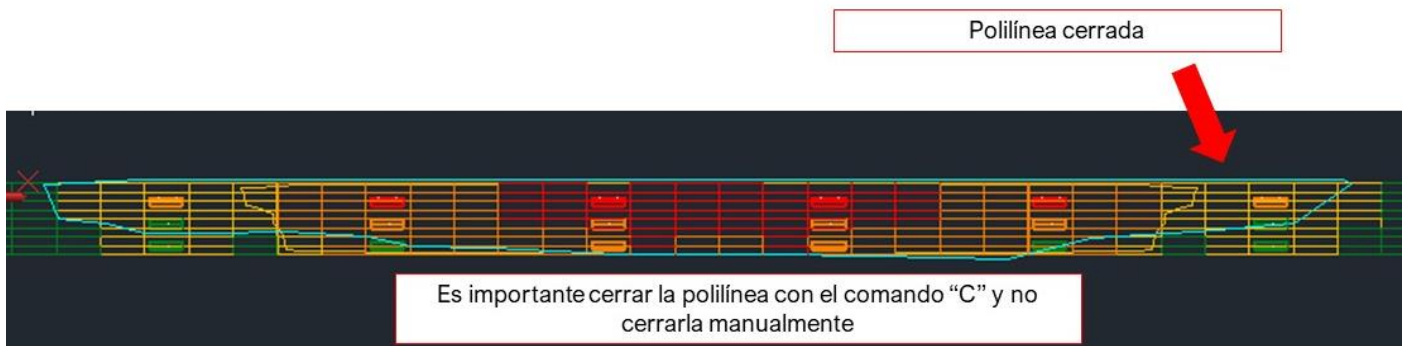 Polilínea cerrada
Es importante cerrar la polilínea con el comando “C” y no
cerrarla manualmente